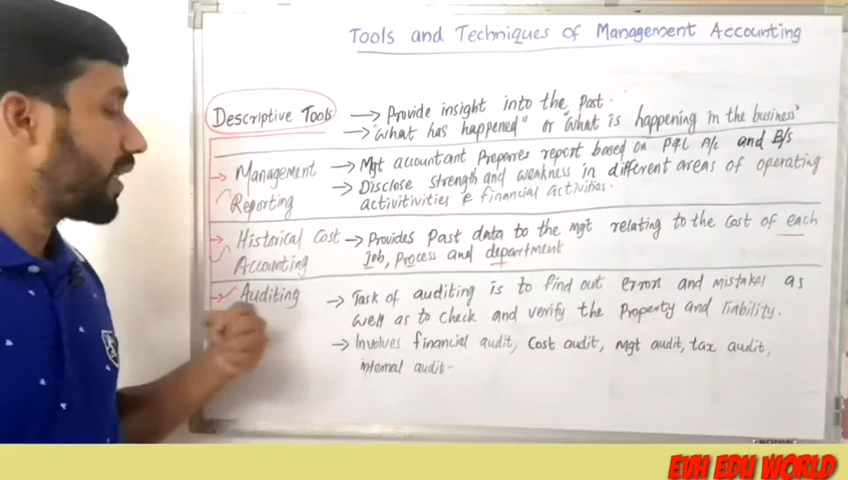 Tools and Techniques of Management Accounting
Descriptive Tools → Provide insight into the Past.
→ "What has happened" or "What is happening in the business"
Management Reporting → Mgt accountant Prepares report based on P&L A/c and B/s
→ Disclose strength and weakness in different areas of operating
activitivities & financial activities.
Historical Cost Accounting → Provides Past data to the mgt relating to the Cost of each
Job, Process and department
Auditing → Task of auditing is to find out errors and mistakes as
well as to check and verify the Property and liability.
→ Involves financial audit, Cost audit, Mgt audit, tax audit,
internal audit.
EVH EDU WORLD